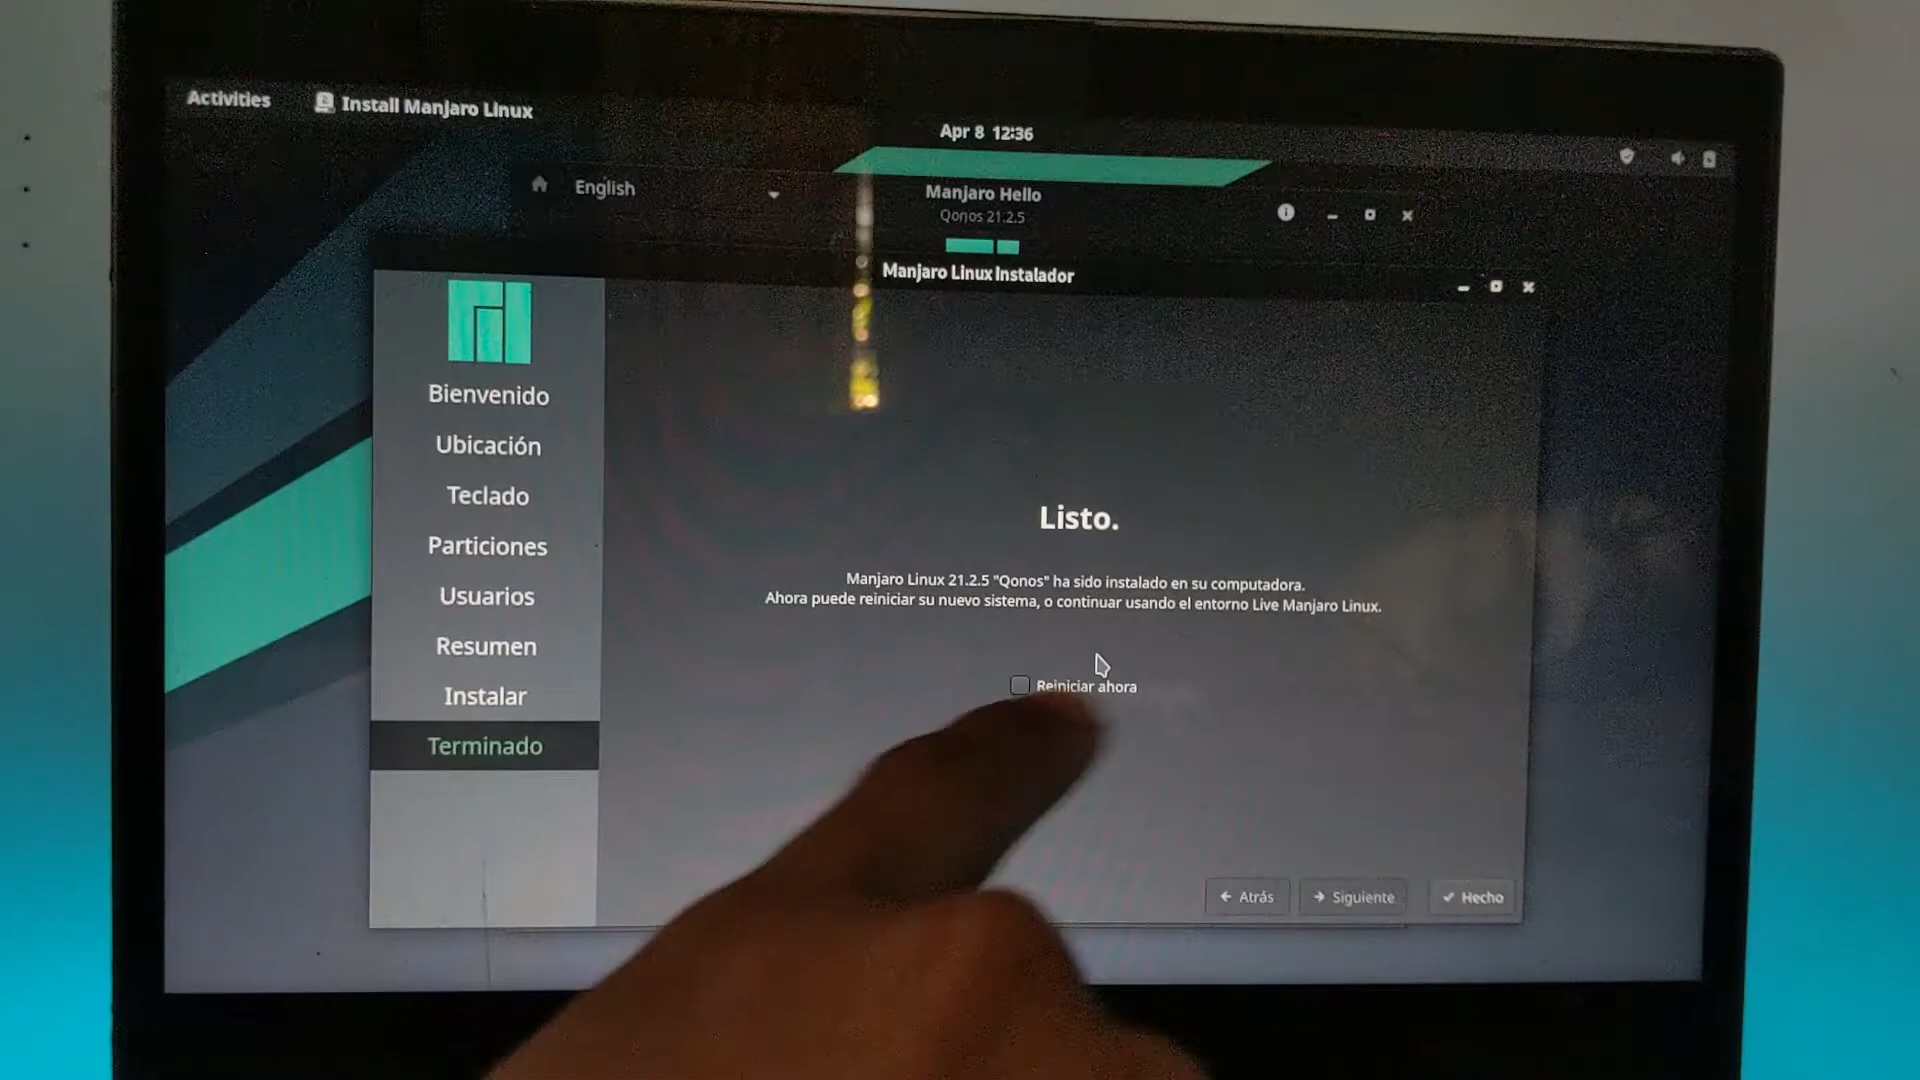 Activities
Install Manjaro Linux
Apr 8 12:36
English
Manjaro Hello
Qonos 21.2.5
Manjaro Linux Instalador
Bienvenido
Ubicación
Teclado
Particiones
Usuarios
Resumen
Instalar
Terminado
Listo.
Manjaro Linux 21.2.5 "Qonos" ha sido instalado en su computadora.
Ahora puede reiniciar su nuevo sistema, o continuar usando el entorno Live Manjaro Linux.
Reiniciar ahora
Atrás
Siguiente
Hecho